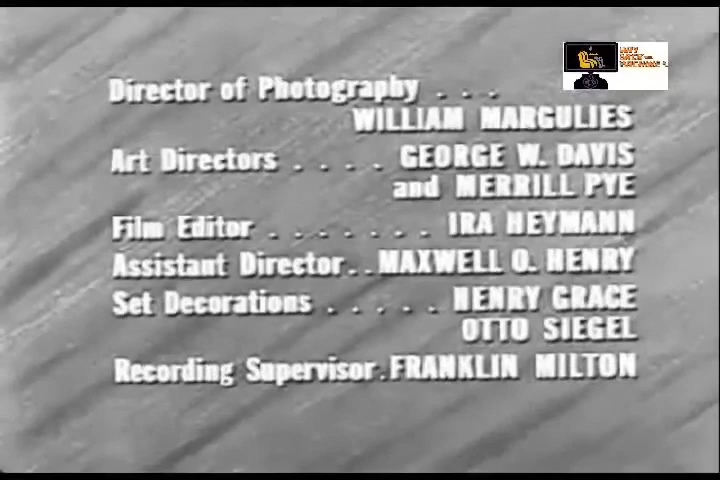 Director of Photography . . .
WILLIAM MARGULIES
Art Directors . . . . GEORGE W. DAVIS
and MERRILL PYE
Film Editor . . . . . . . IRA HEYMANN
Assistant Director . . MAXWELL O. HENRY
Set Decorations . . . . . HENRY GRACE
OTTO SIEGEL
Recording Supervisor . FRANKLIN MILTON